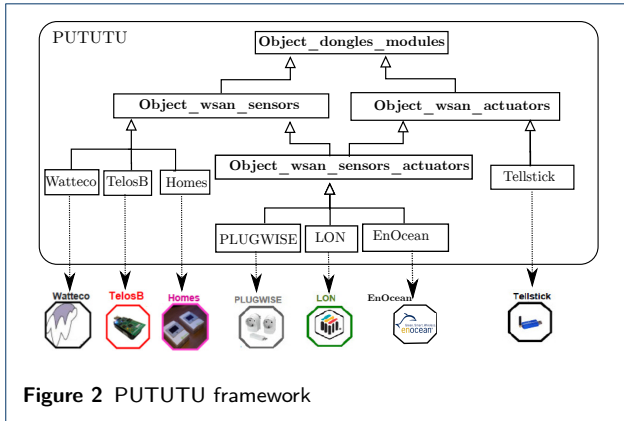 PUTUTU
Object_dongles_modules
Object_wsan_sensors
Object_wsan_actuators
Object_wsan_sensors_actuators
Watteco
TelosB
Homes
Tellstick
PLUGWISE
LON
EnOcean
Watteco
TelosB
Homes
PLUGWISE
LON
EnOcean
Tellstick
enocean
Figure 2 PUTUTU framework